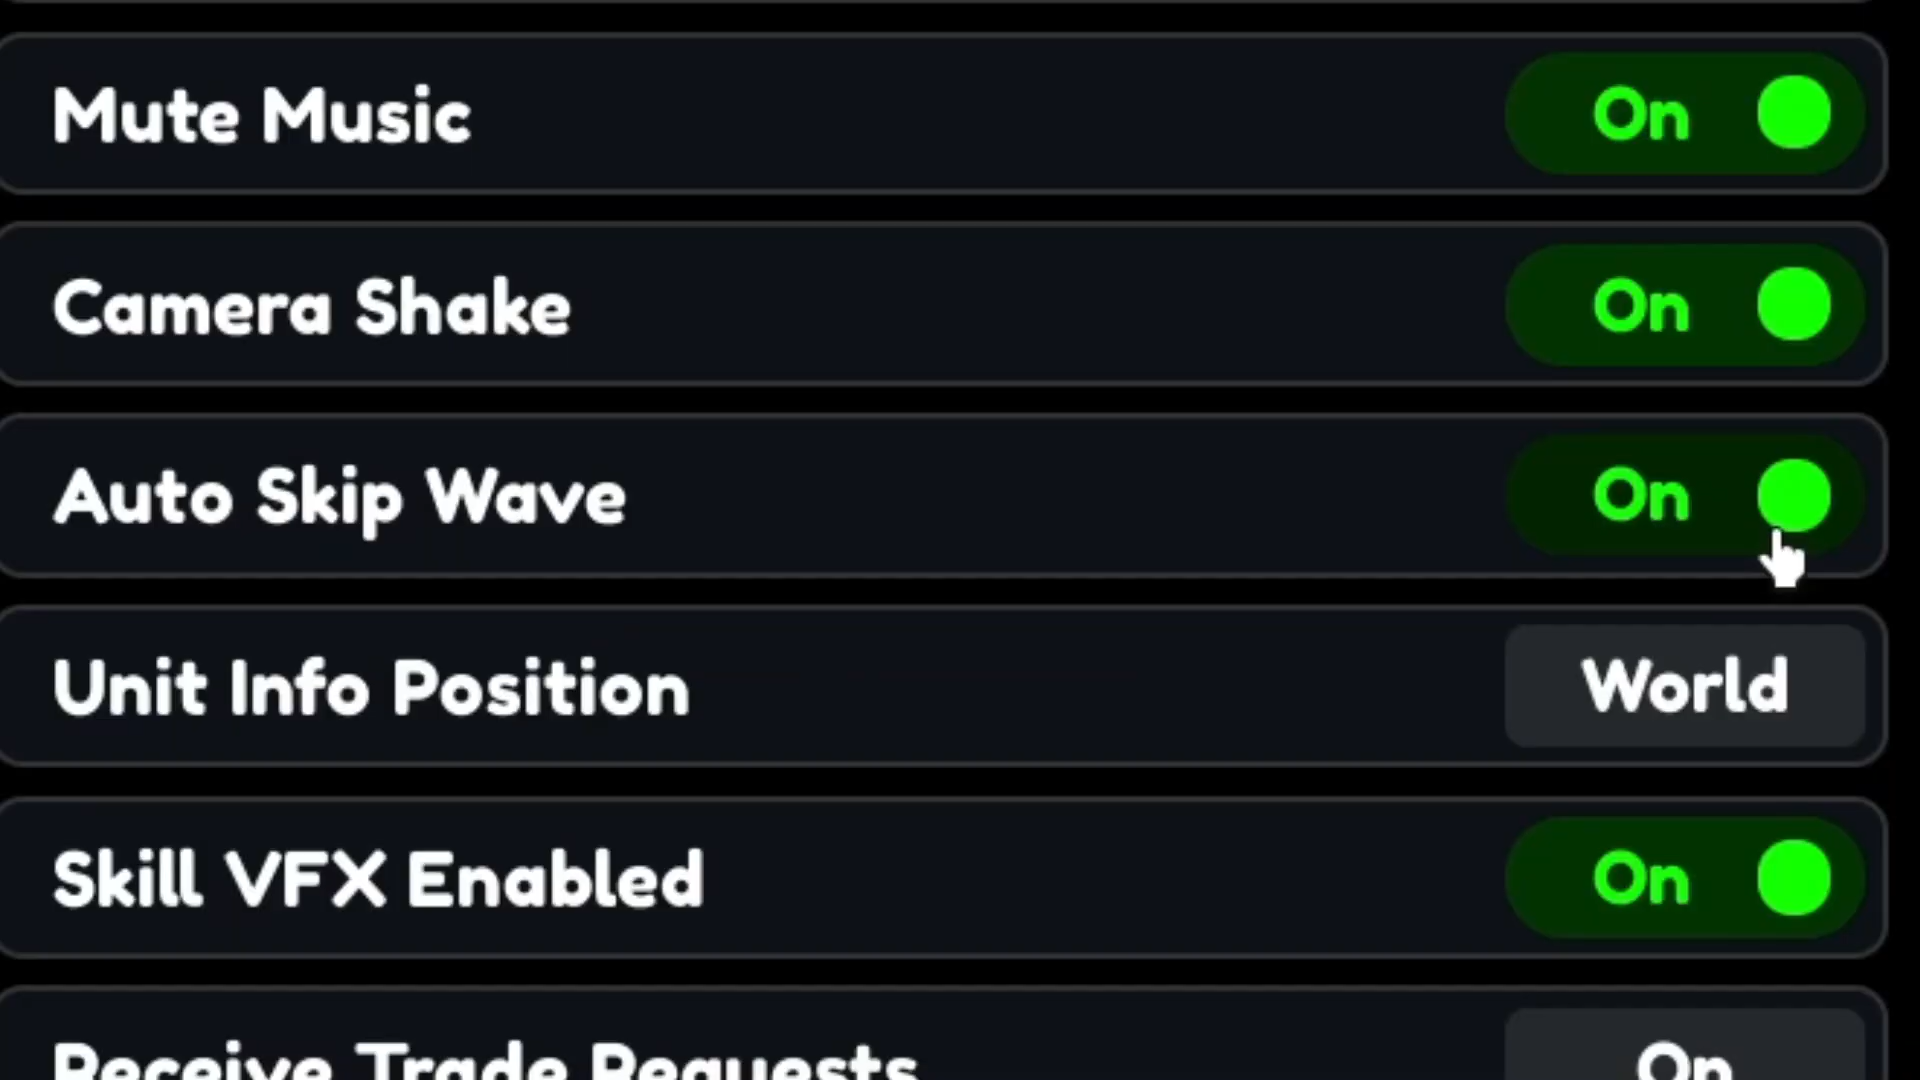 Mute Music On
Camera Shake On
Auto Skip Wave On
Unit Info Position World
Skill VFX Enabled On
Receive Trade Requests On